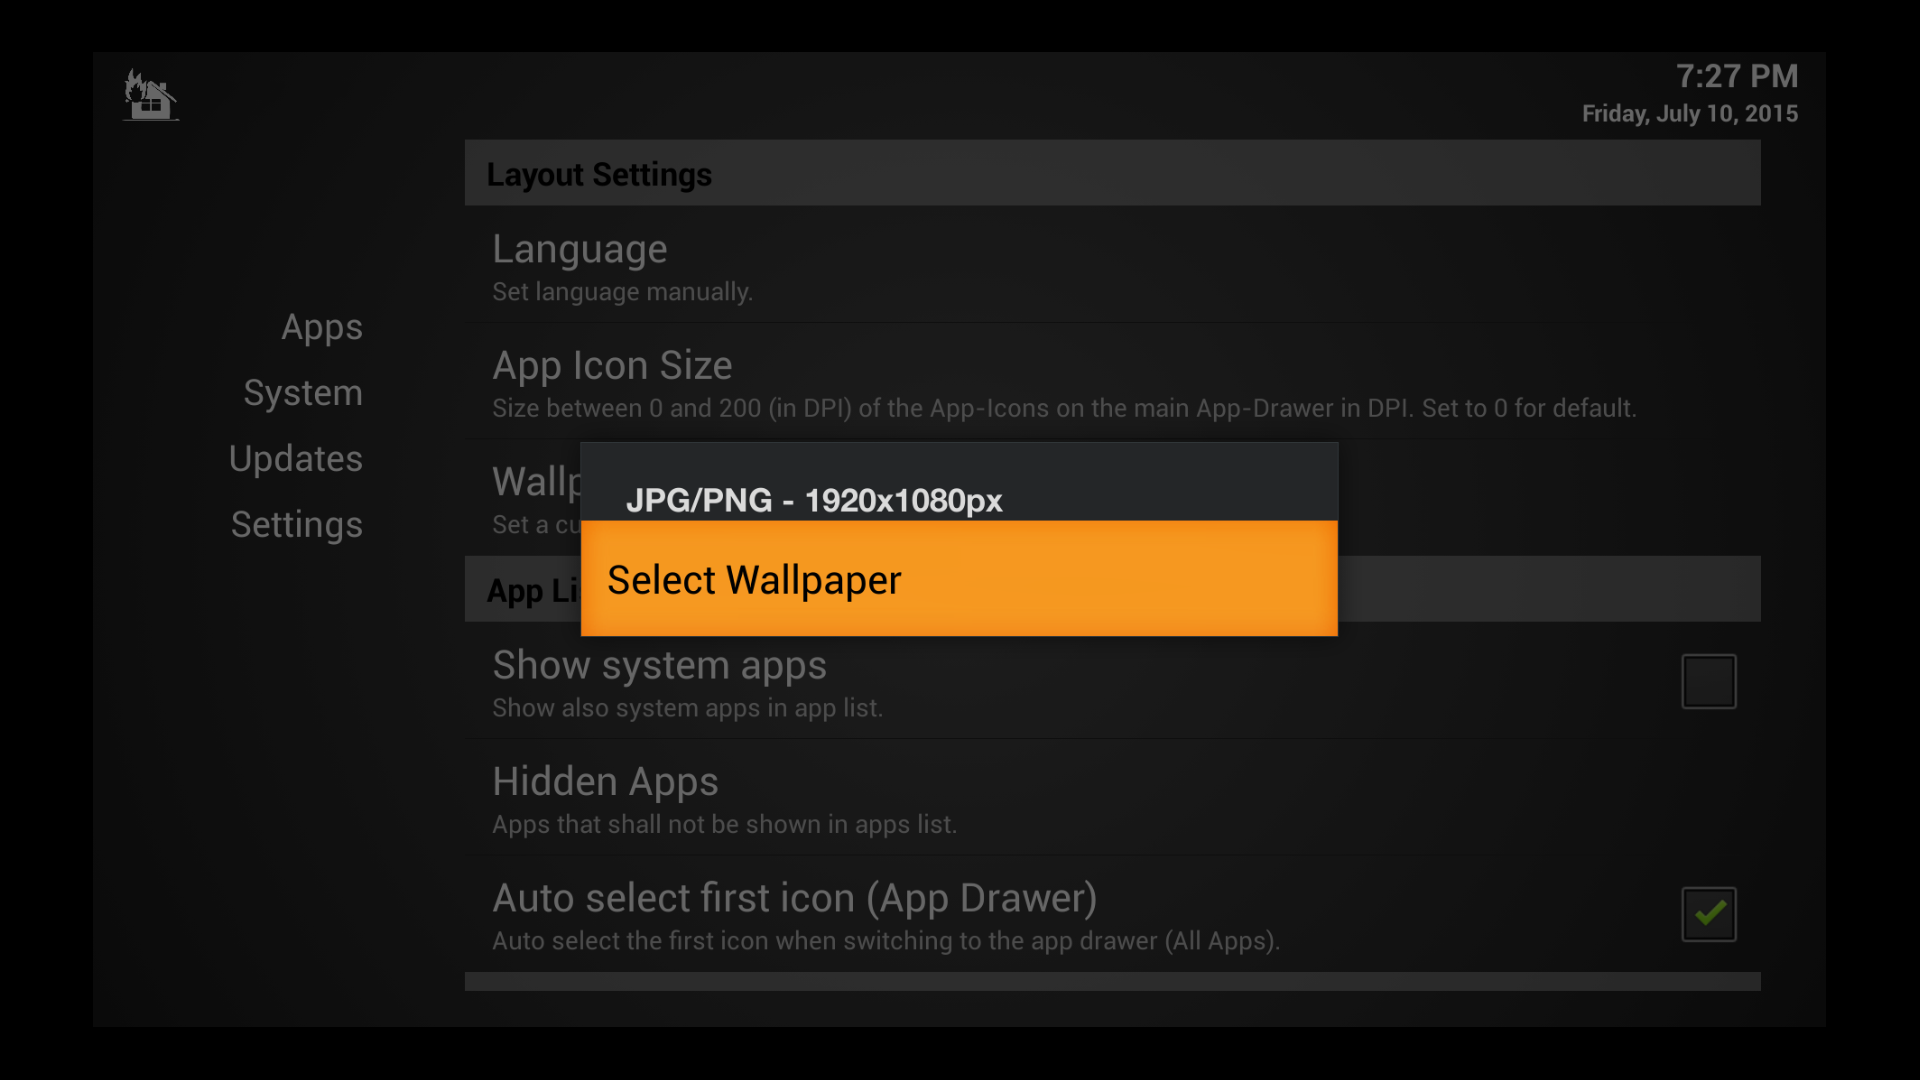 7:27 PM
Friday, July 10, 2015
Apps
System
Updates
Settings
Layout Settings
Language
Set language manually.
App Icon Size
Size between 0 and 200 (in DPI) of the App-Icons on the main App-Drawer in DPI. Set to 0 for default.
Set a
App
JPG/PNG - 1920x1080px
Select Wallpaper
Show system apps
Show also system apps in app list.
Hidden Apps
Apps that shall not be shown in apps list.
Auto select first icon (App Drawer)
Auto select the first icon when switching to the app drawer (All Apps).